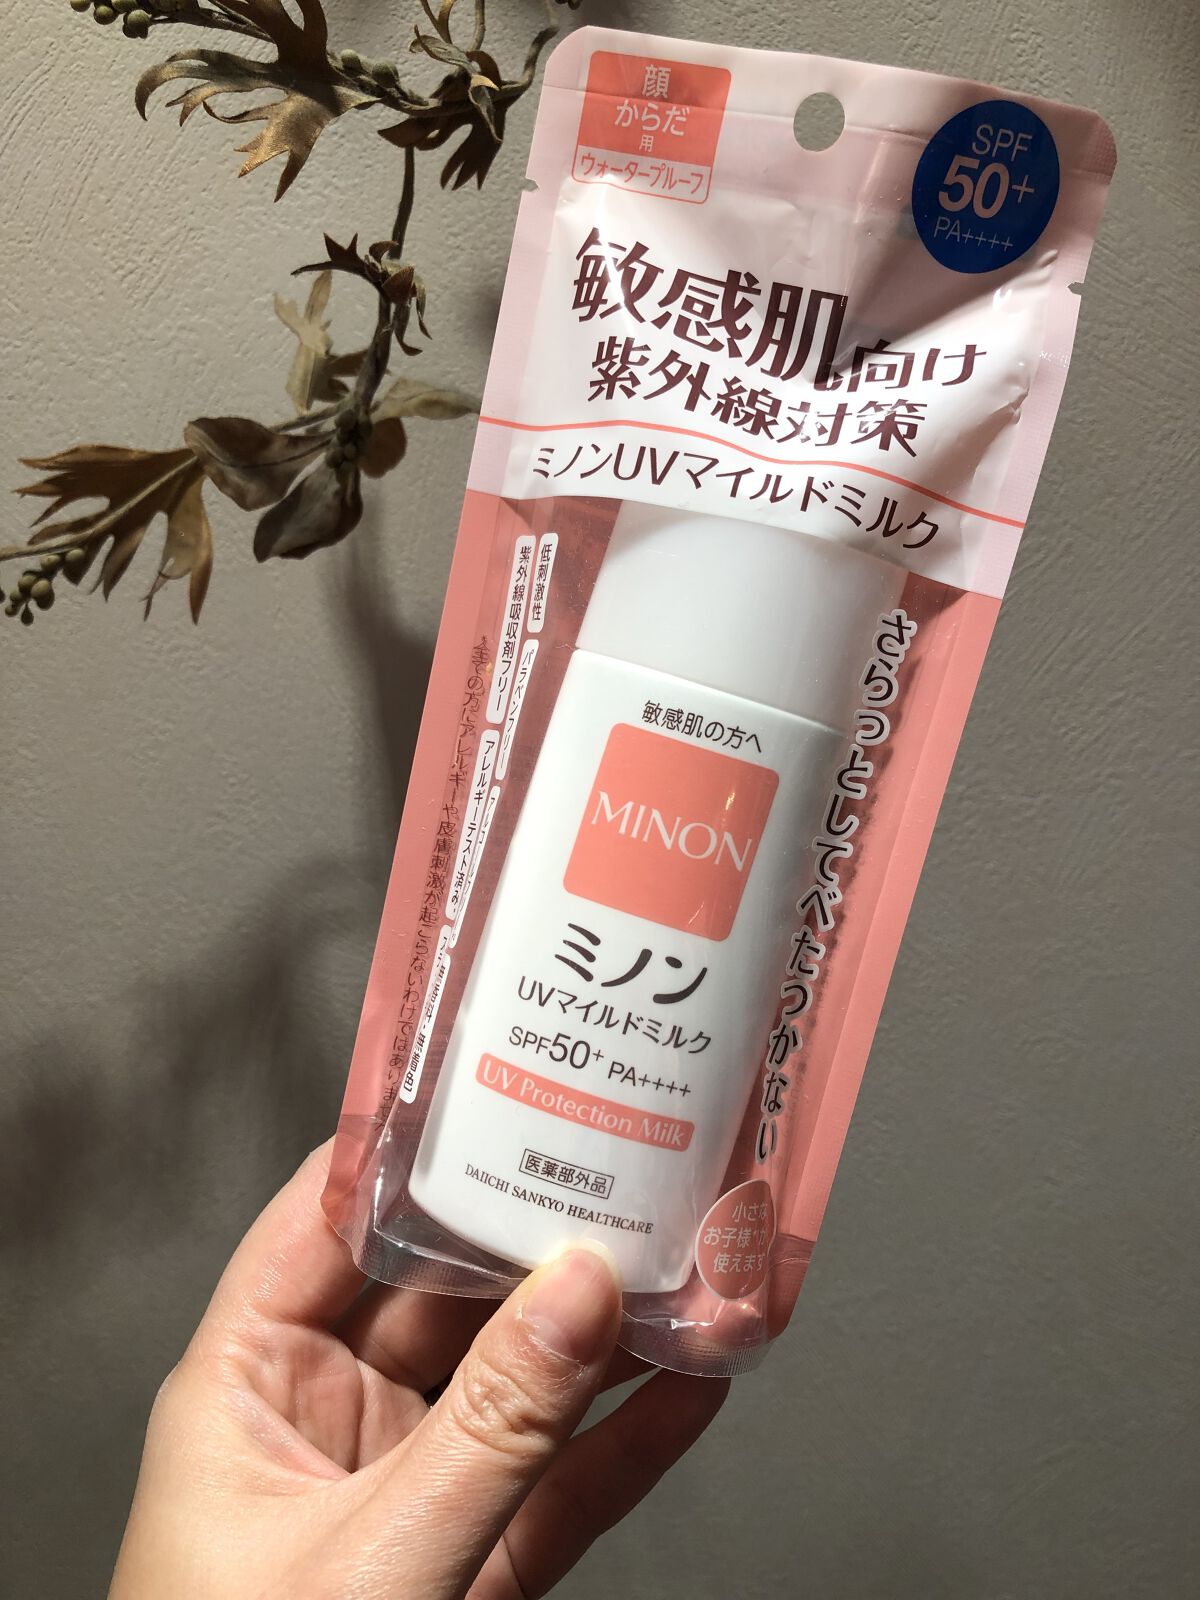 顔
からだ
用
ウォータープルーフ
SPF
50+
PA++++
敏感肌向け
紫外線対策
ミノンUVマイルドミルク
低刺激性 パラベンフリー
紫外線吸収剤フリー アレルギーテスト済み*
*全ての方にアレルギーや皮膚刺激が起こらないわけではありません
さらっとしてべたつかない
敏感肌の方へ
MINON
ミノン
UVマイルドミルク
SPF50+ PA++++
UV Protection Milk
医薬部外品
DAIICHI SANKYO HEALTHCARE
小さな
お子様*が
使えます